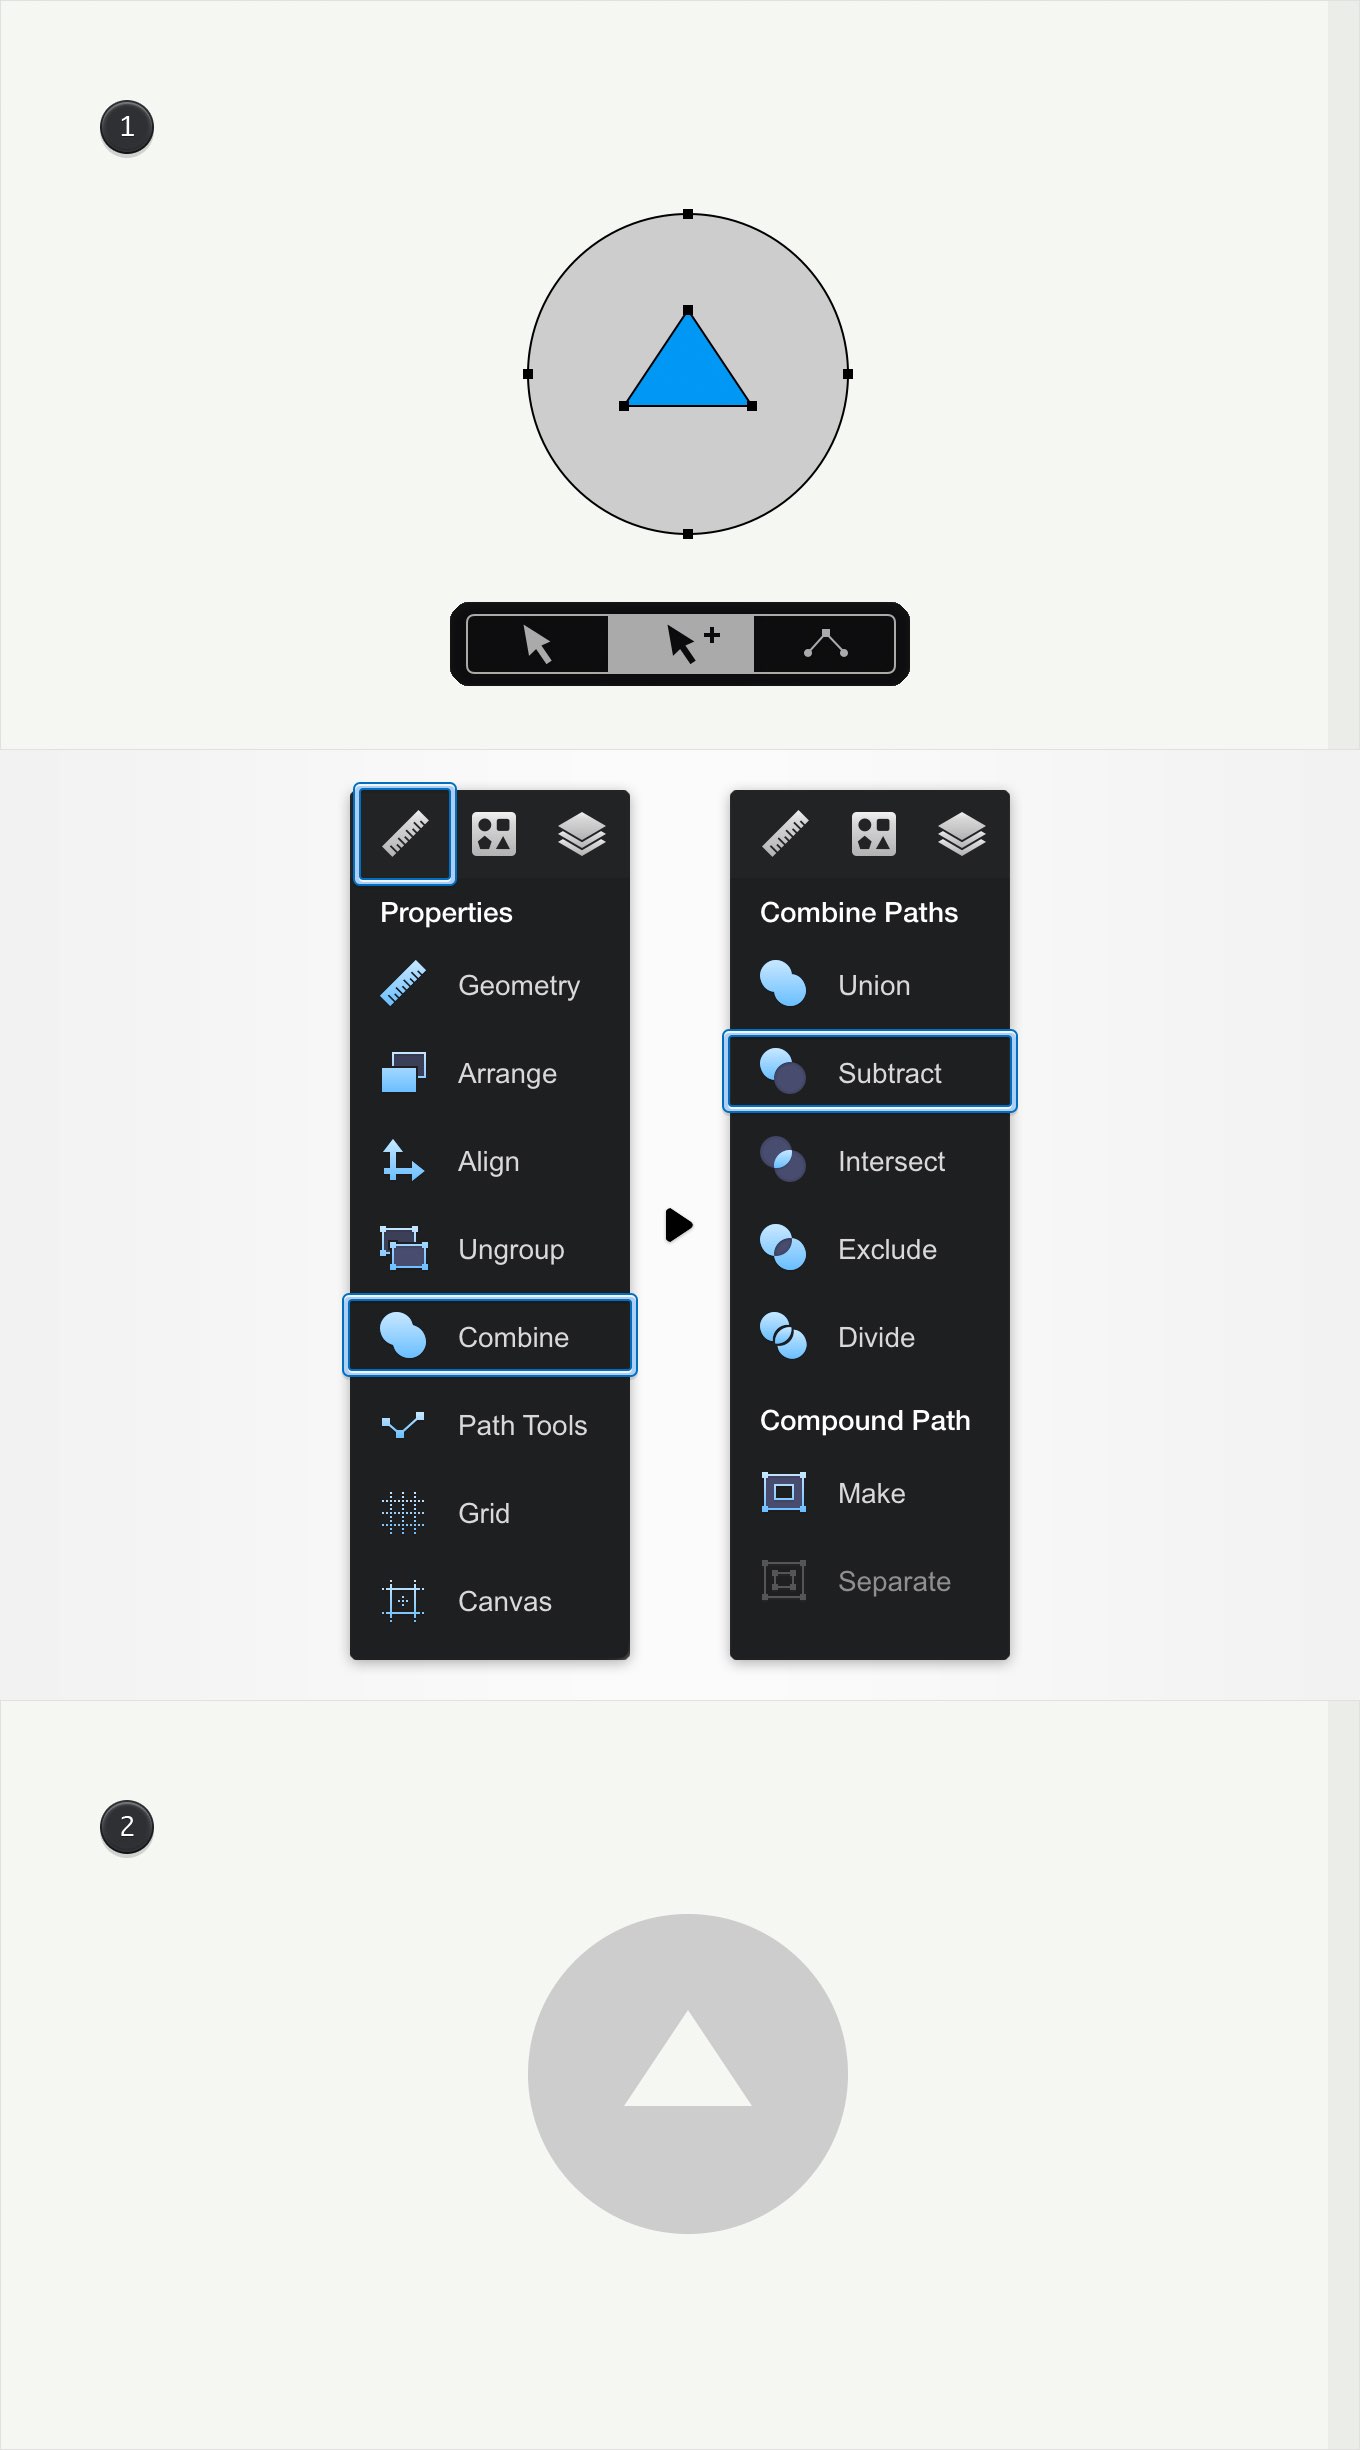 1
Properties
Geometry
Arrange
Align
Ungroup
Combine
Path Tools
Grid
Canvas
Combine Paths
Union
Subtract
Intersect
Exclude
Divide
Compound Path
Make
Separate
2